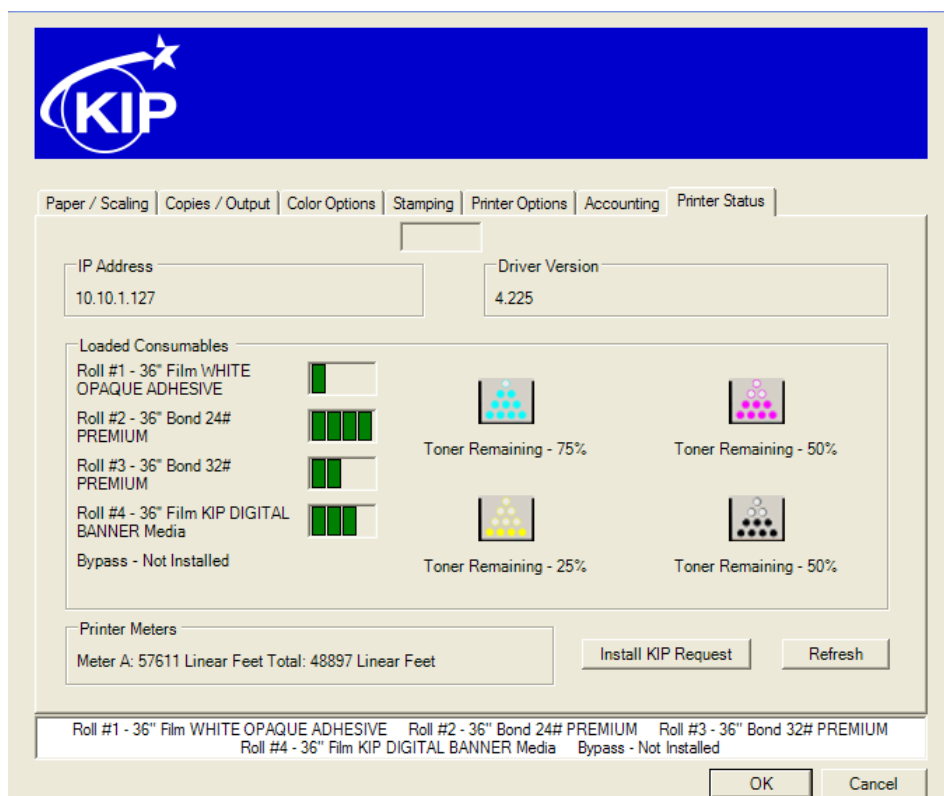 KIP
Paper / Scaling Copies / Output Color Options Stamping Printer Options Accounting Printer Status
IP Address
10.10.1.127
Driver Version
4.225
Loaded Consumables
Roll #1 - 36" Film WHITE
OPAQUE ADHESIVE
Roll #2 - 36" Bond 24#
PREMIUM
Roll #3 - 36" Bond 32#
PREMIUM
Roll #4 - 36" Film KIP DIGITAL
BANNER Media
Bypass - Not Installed
Toner Remaining - 75%
Toner Remaining - 50%
Toner Remaining - 25%
Toner Remaining - 50%
Printer Meters
Meter A: 57611 Linear Feet Total: 48897 Linear Feet
Install KIP Request
Refresh
Roll #1 - 36" Film WHITE OPAQUE ADHESIVE Roll #2 - 36" Bond 24# PREMIUM Roll #3 - 36" Bond 32# PREMIUM
Roll #4 - 36" Film KIP DIGITAL BANNER Media Bypass - Not Installed
OK Cancel